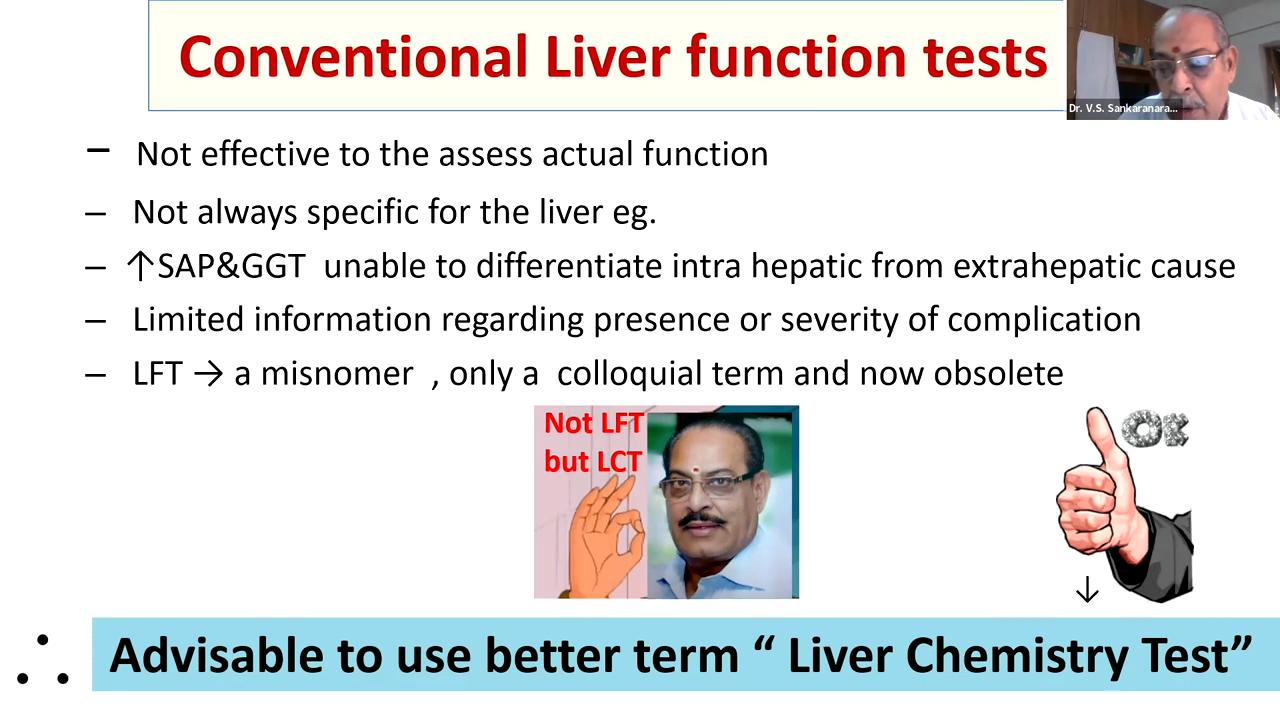 Conventional Liver function tests
Dr. V.S. Sankaranara...
– Not effective to the assess actual function
– Not always specific for the liver eg.
– ↑SAP&GGT unable to differentiate intra hepatic from extrahepatic cause
– Limited information regarding presence or severity of complication
– LFT → a misnomer , only a colloquial term and now obsolete
Not LFT
but LCT
OK
↓
∴ Advisable to use better term “ Liver Chemistry Test”